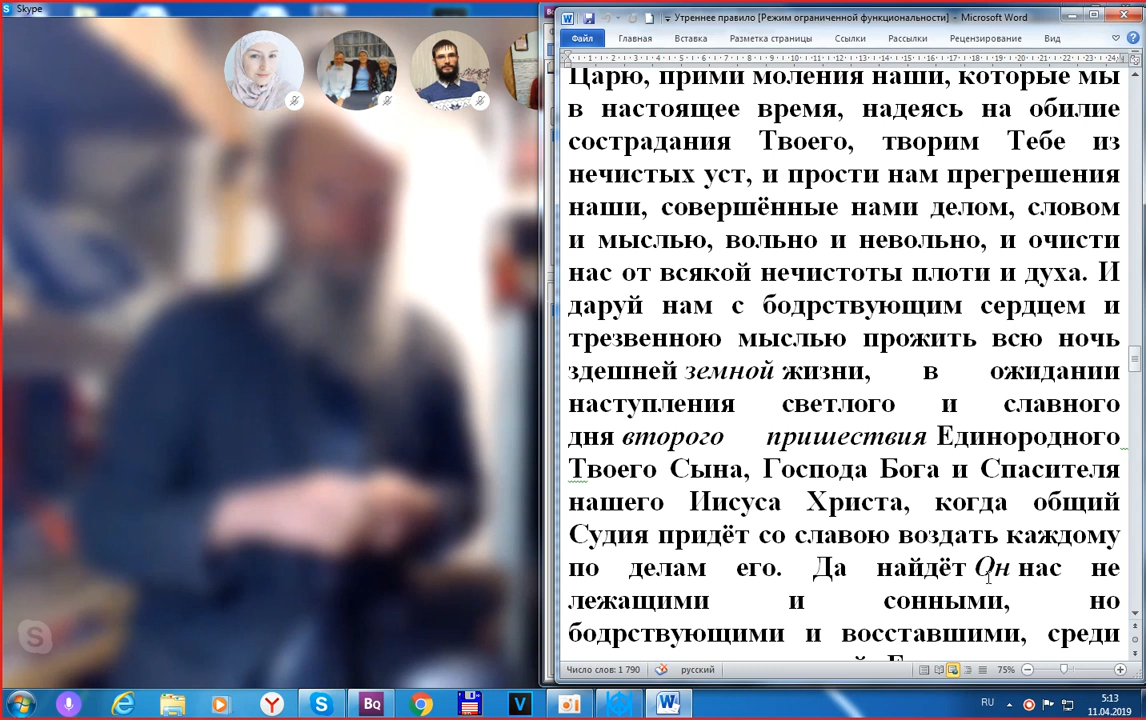 Skype
Утреннее правило [Режим ограниченной функциональности] - Microsoft Word
Файл Главная Вставка Разметка страницы Ссылки Рассылки Рецензирование Вид
Царю, прими моления наши, которые мы
в настоящее время, надеясь на обилие
сострадания Твоего, творим Тебе из
нечистых уст, и прости нам прегрешения
наши, совершённые нами делом, словом
и мыслью, вольно и невольно, и очисти
нас от всякой нечистоты плоти и духа. И
даруй нам с бодрствующим сердцем и
трезвенною мыслью прожить всю ночь
здешней земной жизни, в ожидании
наступления светлого и славного
дня второго пришествия Единородного
Твоего Сына, Господа Бога и Спасителя
нашего Иисуса Христа, когда общий
Судия придёт со славою воздать каждому
по делам его. Да найдёт Он нас не
лежащими и сонными, но
бодрствующими и восставшими, среди
Число слов: 1 790 русский 75%
Bq
RU 5:13
11.04.2019